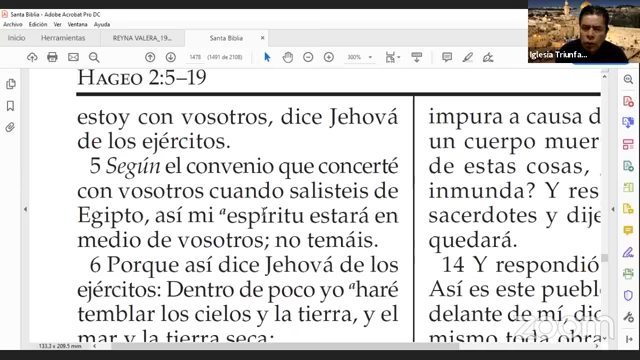 Santa Biblia - Adobe Acrobat Pro DC
Archivo Edición Ver Ventana Ayuda
Inicio Herramientas REYNA VALERA_19... Santa Biblia ×
1478 (1491 de 2108) 300%
Iglesia Triunfa...
HAGEO 2:5–19
estoy con vosotros, dice Jehová
de los ejércitos.
5 Según el convenio que concerté
con vosotros cuando salisteis de
Egipto, así mi ªespíritu estará en
medio de vosotros; no temáis.
6 Porque así dice Jehová de los
ejércitos: Dentro de poco yo ªharé
temblar los cielos y la tierra, y el
mar y la tierra seca;
impura a causa d
un cuerpo muer
de estas cosas,
inmunda? Y res
sacerdotes y dije
quedará.
14 Y respondió
Así es este puebl
delante de mí, dic
mismo toda obra
133.3 x 209.5 mm
zoom